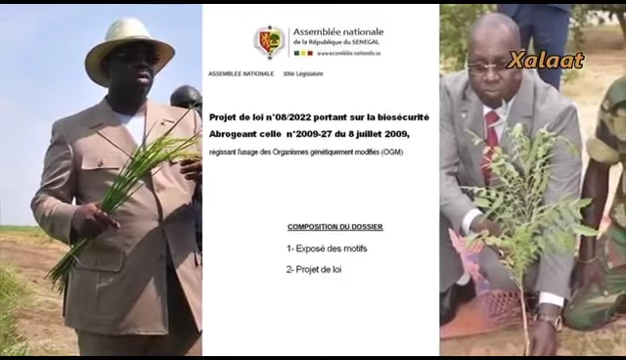 Assemblée nationale
de la République du SENEGAL
www.assemblee-nationale.sn
ASSEMBLEE NATIONALE XIIIe Législature
Xalaat
Projet de loi n°08/2022 portant sur la biosécurité
Abrogeant celle n°2009-27 du 8 juillet 2009,
régissant l'usage des Organismes génétiquement modifiés (OGM)
COMPOSITION DU DOSSIER
1- Exposé des motifs
2- Projet de loi